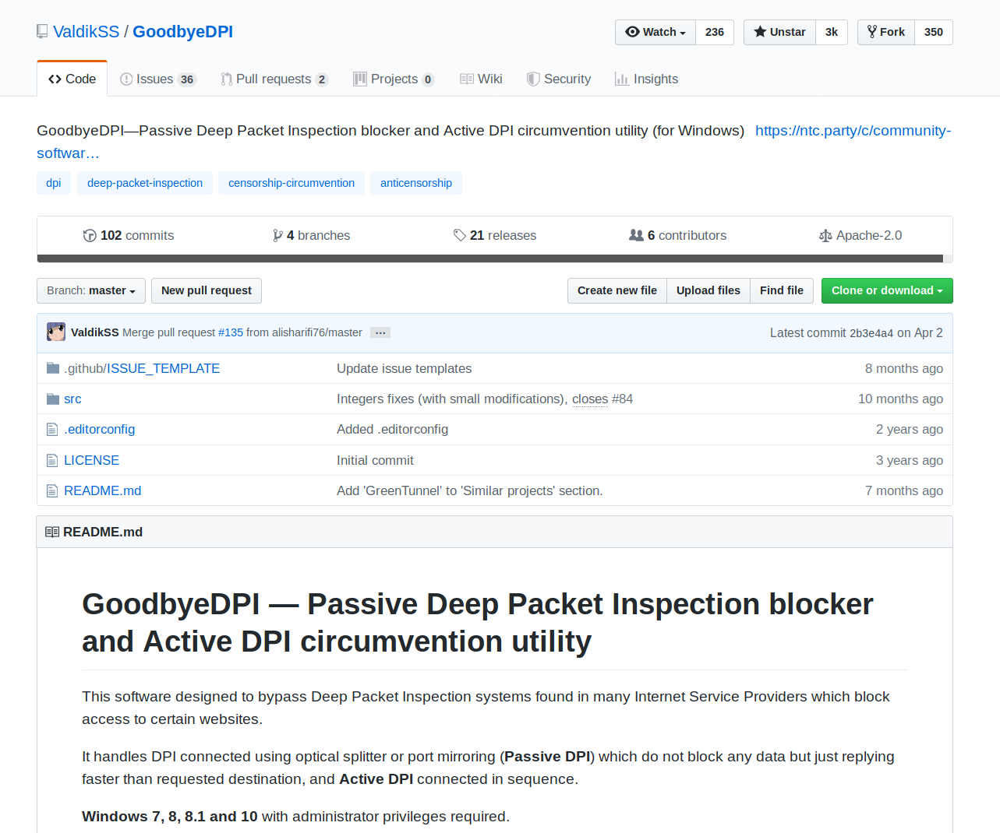 ValdikSS / GoodbyeDPI
Watch 236
Unstar 3k
Fork 350
Code
Issues 36
Pull requests 2
Projects 0
Wiki
Security
Insights
GoodbyeDPI—Passive Deep Packet Inspection blocker and Active DPI circumvention utility (for Windows) https://ntc.party/c/community-
softwar…
dpi deep-packet-inspection censorship-circumvention anticensorship
102 commits 4 branches 21 releases 6 contributors Apache-2.0
Branch: master New pull request Create new file Upload files Find file Clone or download
ValdikSS Merge pull request #135 from alisharifi76/master … Latest commit 2b3e4a4 on Apr 2
.github/ISSUE_TEMPLATE Update issue templates 8 months ago
src Integers fixes (with small modifications), closes #84 10 months ago
.editorconfig Added .editorconfig 2 years ago
LICENSE Initial commit 3 years ago
README.md Add 'GreenTunnel' to 'Similar projects' section. 7 months ago
README.md
GoodbyeDPI — Passive Deep Packet Inspection blocker
and Active DPI circumvention utility
This software designed to bypass Deep Packet Inspection systems found in many Internet Service Providers which block
access to certain websites.
It handles DPI connected using optical splitter or port mirroring (Passive DPI) which do not block any data but just replying
faster than requested destination, and Active DPI connected in sequence.
Windows 7, 8, 8.1 and 10 with administrator privileges required.